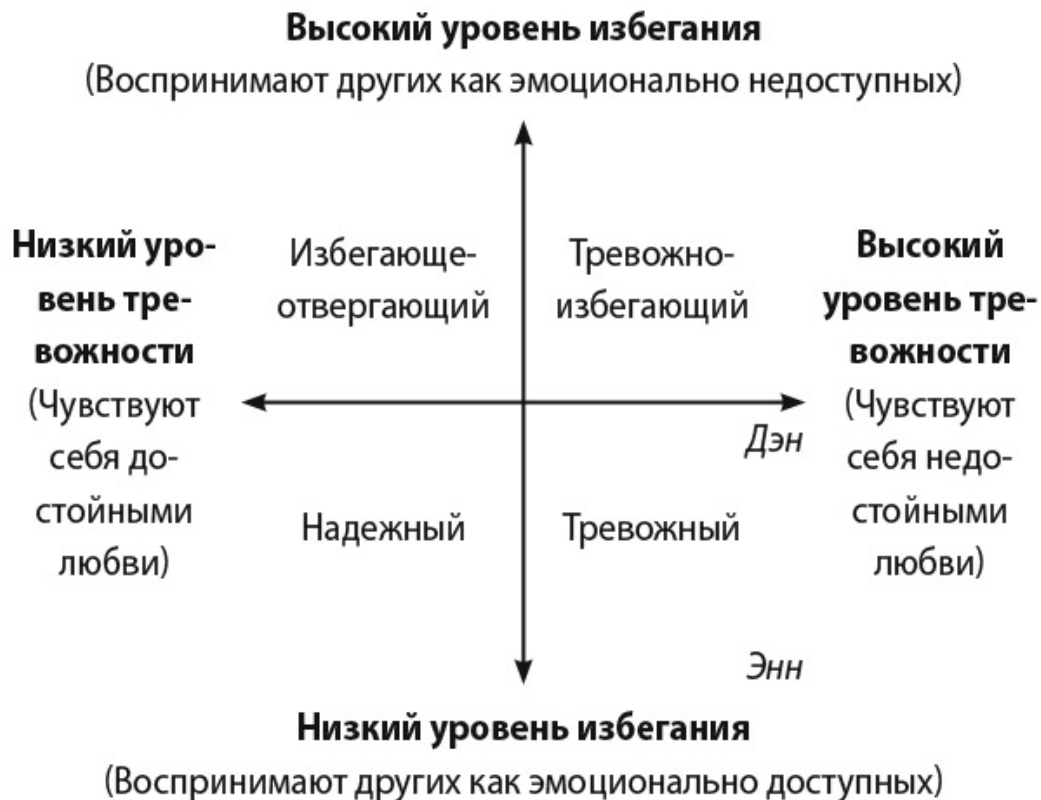 Высокий уровень избегания
(Воспринимают других как эмоционально недоступных)
Низкий уро-
вень тре-
вожности
(Чувствуют
себя до-
стойными
любви)
Избегающе-
отвергающий
Тревожно-
избегающий
Высокий
уровень тре-
вожности
(Чувствуют
себя недо-
стойными
любви)
Дэн
Надежный
Тревожный
Энн
Низкий уровень избегания
(Воспринимают других как эмоционально доступных)